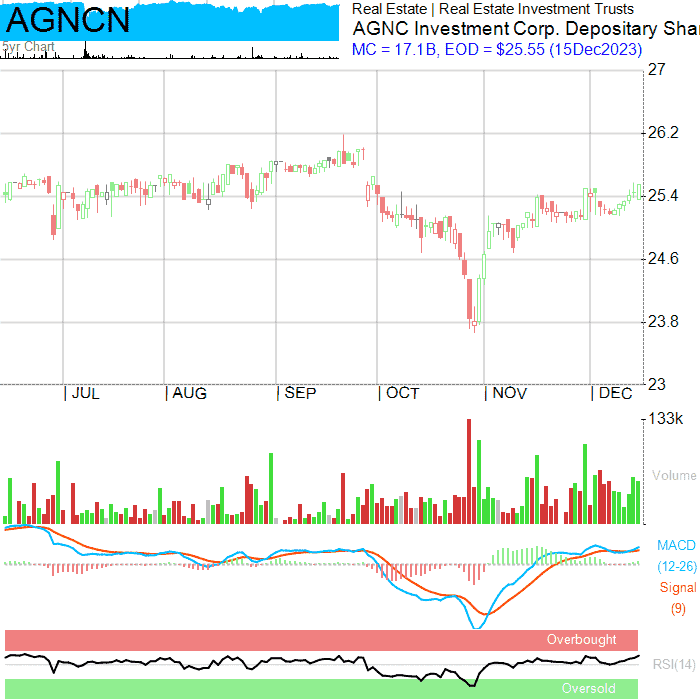 AGNCN
5yr Chart
Real Estate | Real Estate Investment Trusts
AGNC Investment Corp. Depositary Shar
MC = 17.1B, EOD = $25.55 (15Dec2023)
27
26.2
25.4
24.6
23.8
23
| JUL | AUG | SEP | OCT | NOV | DEC
133k
Volume
MACD
(12-26)
Signal
(9)
Overbought
RSI(14)
Oversold